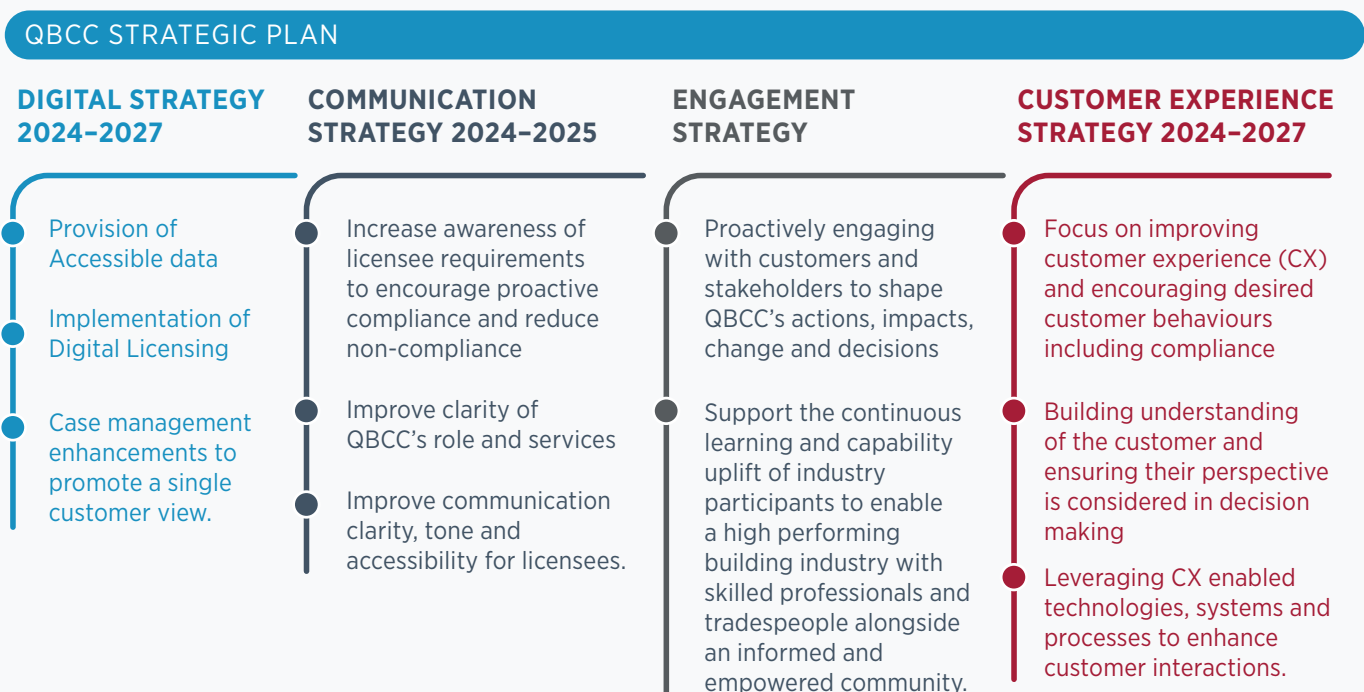 QBCC STRATEGIC PLAN
DIGITAL STRATEGY
2024–2027
Provision of
Accessible data
Implementation of
Digital Licensing
Case management
enhancements to
promote a single
customer view.
COMMUNICATION
STRATEGY 2024–2025
Increase awareness of
licensee requirements
to encourage proactive
compliance and reduce
non-compliance
Improve clarity of
QBCC’s role and services
Improve communication
clarity, tone and
accessibility for licensees.
ENGAGEMENT
STRATEGY
Proactively engaging
with customers and
stakeholders to shape
QBCC’s actions, impacts,
change and decisions
Support the continuous
learning and capability
uplift of industry
participants to enable
a high performing
building industry with
skilled professionals and
tradespeople alongside
an informed and
empowered community.
CUSTOMER EXPERIENCE
STRATEGY 2024–2027
Focus on improving
customer experience (CX)
and encouraging desired
customer behaviours
including compliance
Building understanding
of the customer and
ensuring their perspective
is considered in decision
making
Leveraging CX enabled
technologies, systems and
processes to enhance
customer interactions.